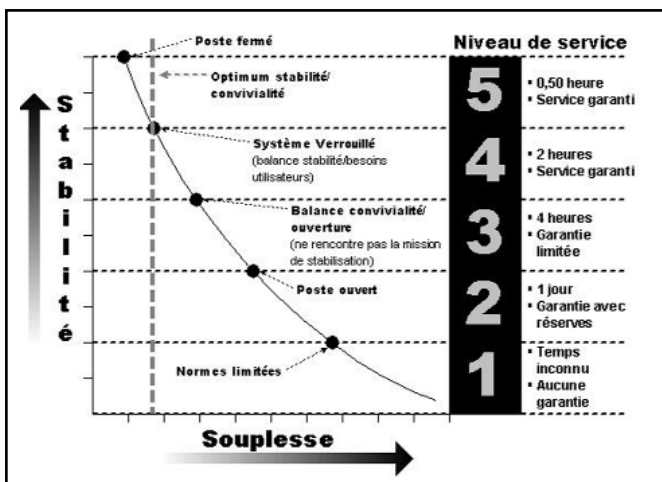 Niveau de service
Poste fermé
Optimum stabilité/
convivialité
Système Verrouillé
(balance stabilité/besoins
utilisateurs)
Balance convivialité/
ouverture
(ne rencontre pas la mission
de stabilisation)
Poste ouvert
Normes limitées
Stabilité
Souplesse
5
▪ 0,50 heure
▪ Service garanti
4
▪ 2 heures
▪ Service garanti
3
▪ 4 heures
▪ Garantie
limitée
2
▪ 1 jour
▪ Garantie avec
réserves
1
▪ Temps
inconnu
▪ Aucune
garantie